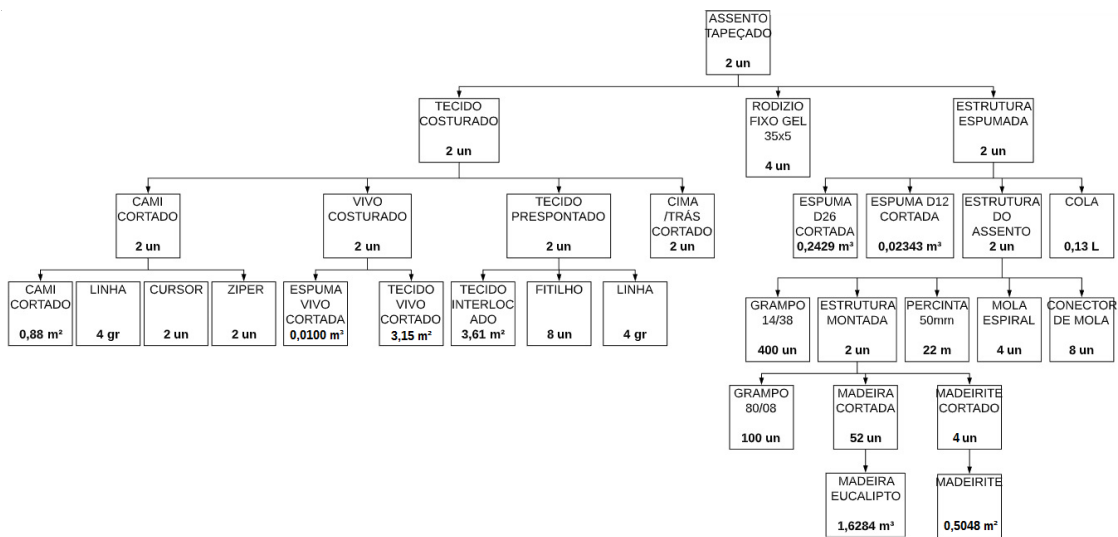 ASSENTO
TAPEÇADO
2 un
TECIDO
COSTURADO
2 un
RODIZIO
FIXO GEL
35x5
4 un
ESTRUTURA
ESPUMADA
2 un
CAMI
CORTADO
2 un
VIVO
COSTURADO
2 un
TECIDO
PRESPONTADO
2 un
CIMA
/TRÁS
CORTADO
2 un
ESPUMA
D26
CORTADA
0,2429 m³
ESPUMA D12
CORTADA
0,02343 m³
ESTRUTURA
DO
ASSENTO
2 un
COLA
0,13 L
CAMI
CORTADO
0,88 m²
LINHA
4 gr
CURSOR
2 un
ZIPER
2 un
ESPUMA
VIVO
CORTADA
0,0100 m³
TECIDO
VIVO
CORTADO
3,15 m²
TECIDO
INTERLOC
ADO
3,61 m²
FITILHO
8 un
LINHA
4 gr
GRAMPO
14/38
400 un
ESTRUTURA
MONTADA
2 un
PERCINTA
50mm
22 m
MOLA
ESPIRAL
4 un
CONECTOR
DE MOLA
8 un
GRAMPO
80/08
100 un
MADEIRA
CORTADA
52 un
MADEIRITE
CORTADO
4 un
MADEIRA
EUCALIPTO
1,6284 m³
MADEIRITE
0,5048 m²